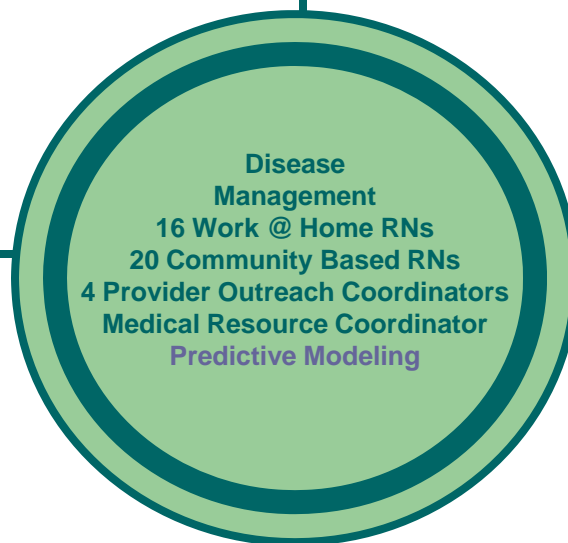 Disease
Management
16 Work @ Home RNs
20 Community Based RNs
4 Provider Outreach Coordinators
Medical Resource Coordinator
Predictive Modeling